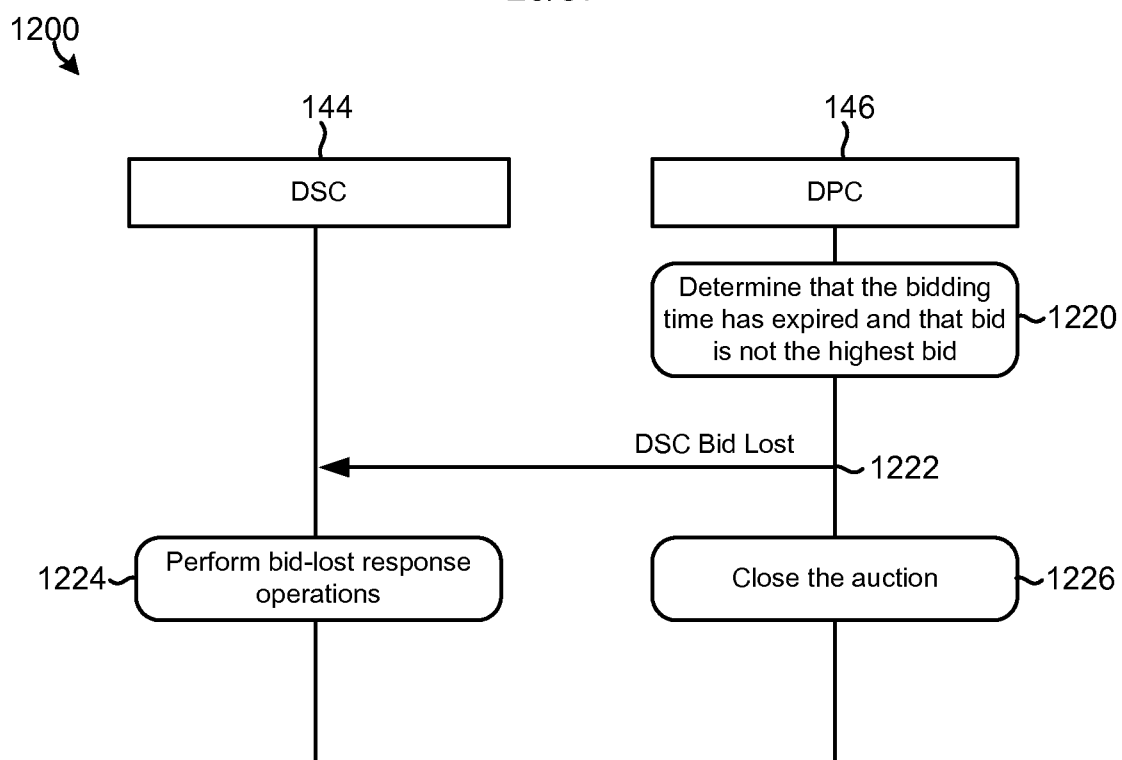 1200
144
146
DSC
DPC
Determine that the bidding
time has expired and that bid
is not the highest bid
1220
DSC Bid Lost
1222
Perform bid-lost response
operations
1224
Close the auction
1226